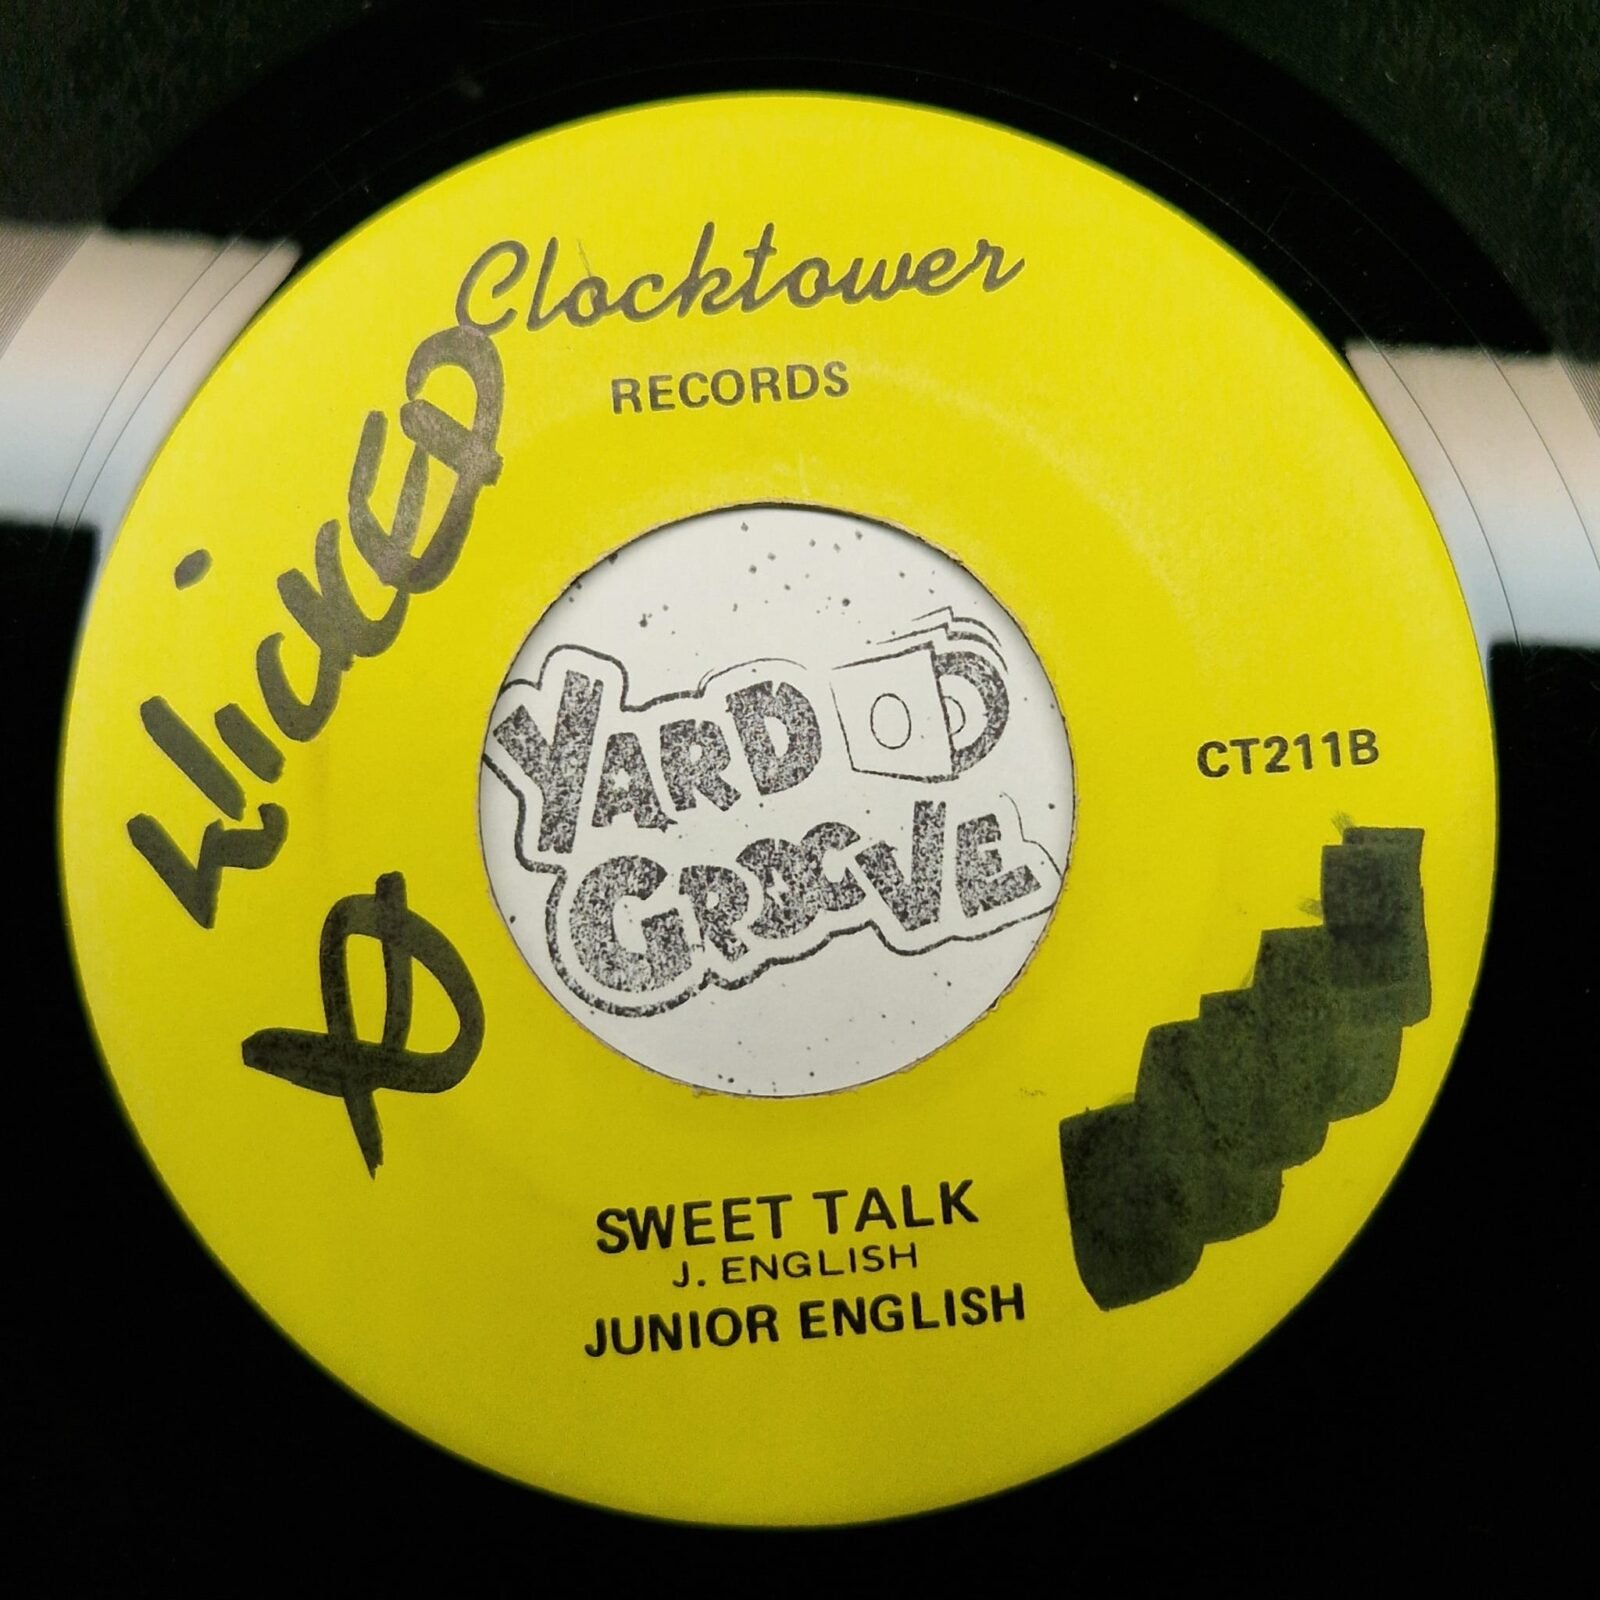 Clocktower
RECORDS
WICKED
YARD
GROOVE
CT211B
SWEET TALK
J. ENGLISH
JUNIOR ENGLISH